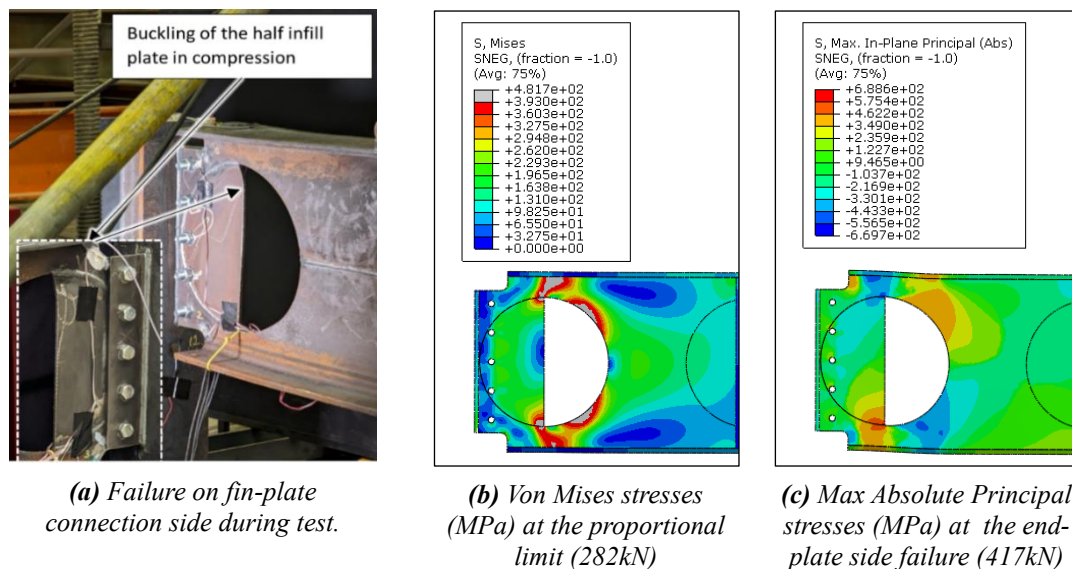 Buckling of the half infill
plate in compression
12
S, Mises
SNEG, (fraction = -1.0)
(Avg: 75%)
+4.817e+02
+3.930e+02
+3.603e+02
+3.275e+02
+2.948e+02
+2.620e+02
+2.293e+02
+1.965e+02
+1.638e+02
+1.310e+02
+9.825e+01
+6.550e+01
+3.275e+01
+0.000e+00
S, Max. In-Plane Principal (Abs)
SNEG, (fraction = -1.0)
(Avg: 75%)
+6.886e+02
+5.754e+02
+4.622e+02
+3.490e+02
+2.359e+02
+1.227e+02
+9.465e+00
-1.037e+02
-2.169e+02
-3.301e+02
-4.433e+02
-5.565e+02
-6.697e+02
(a) Failure on fin-plate
connection side during test.
(b) Von Mises stresses
(MPa) at the proportional
limit (282kN)
(c) Max Absolute Principal
stresses (MPa) at the end-
plate side failure (417kN)